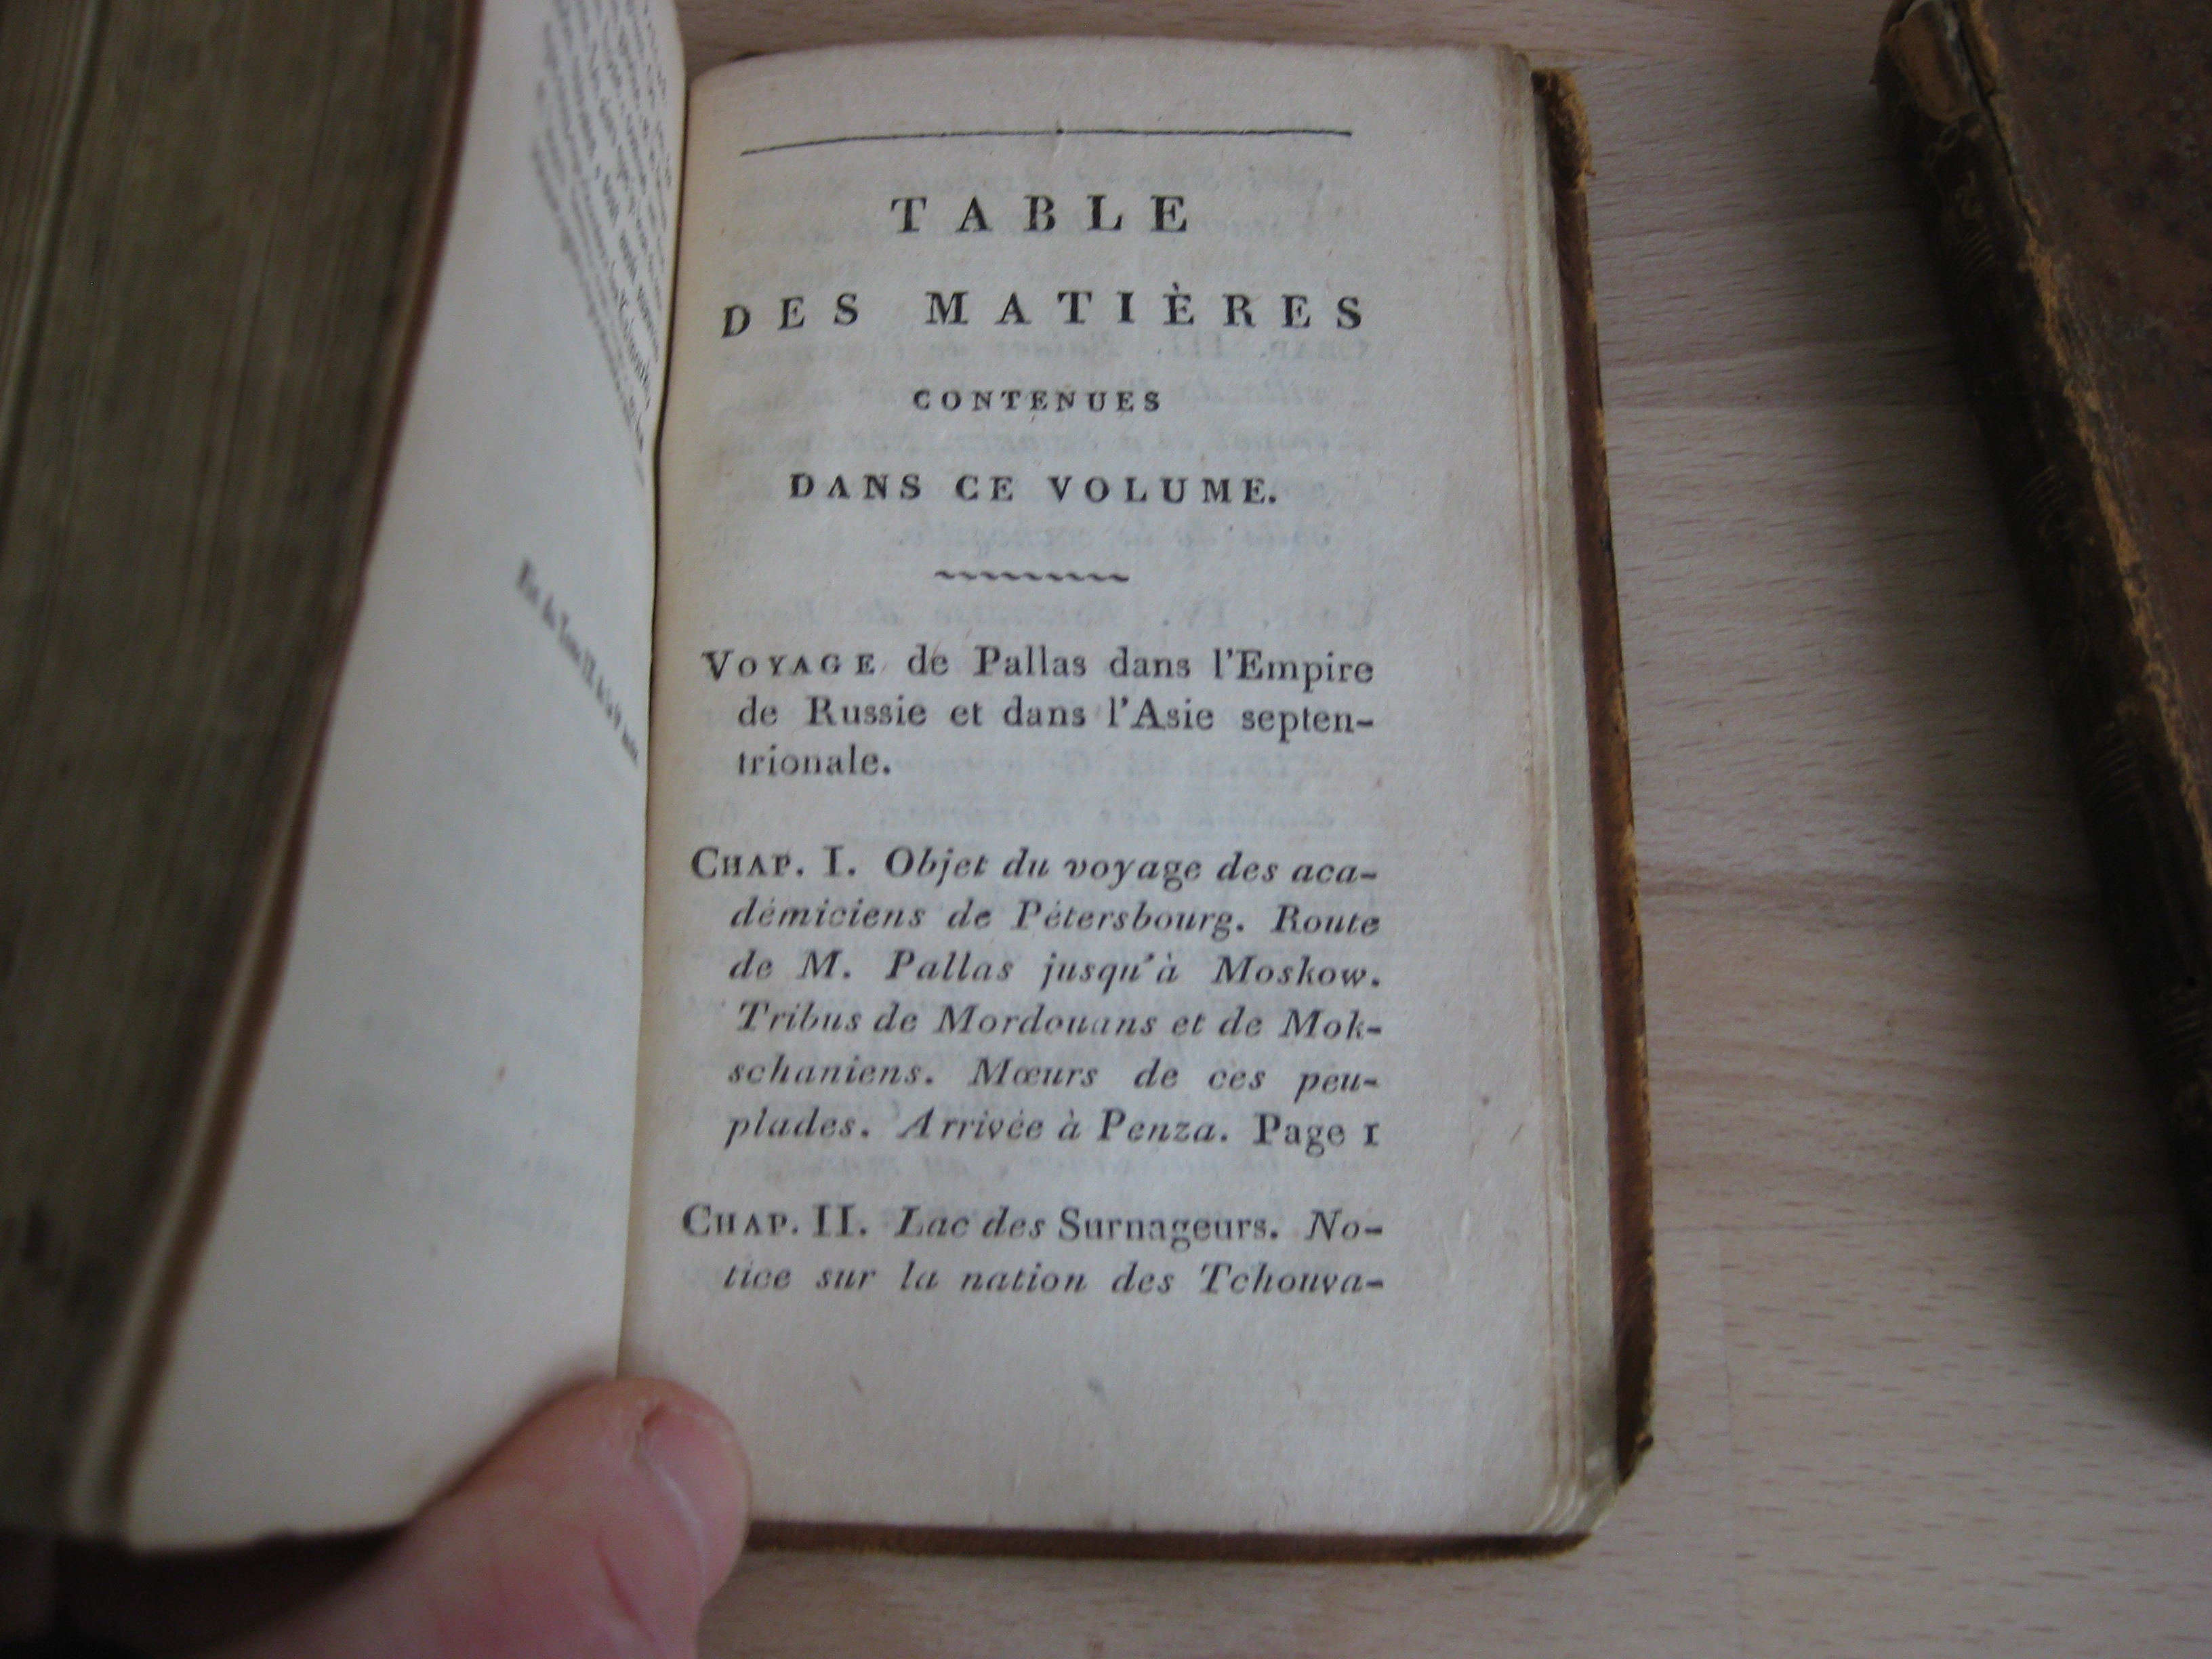 TABLE
DES MATIÈRES
CONTENUES
DANS CE VOLUME.
VOYAGE de Pallas dans l'Empire
de Russie et dans l'Asie septen-
trionale.
CHAP. I. Objet du voyage des aca-
démiciens de Pétersbourg. Route
de M. Pallas jusqu'à Moskow.
Tribus de Mordouans et de Mok-
schaniens. Mœurs de ces peu-
plades. Arrivée à Penza. Page 1
CHAP. II. Lac des Surnageurs. No-
tice sur la nation des Tchouva-